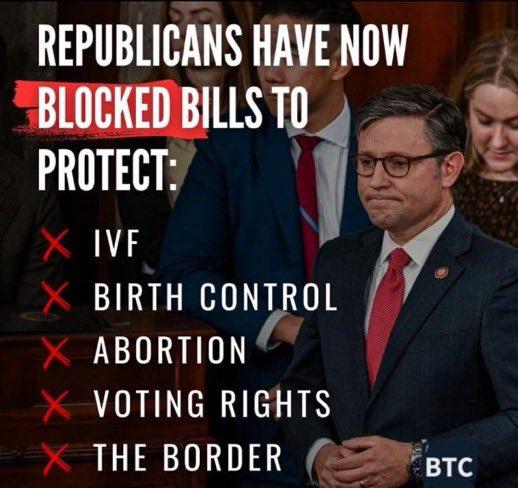 REPUBLICANS HAVE NOW
BLOCKED BILLS TO
PROTECT:
IVF
BIRTH CONTROL
ABORTION
VOTING RIGHTS
THE BORDER
BTC